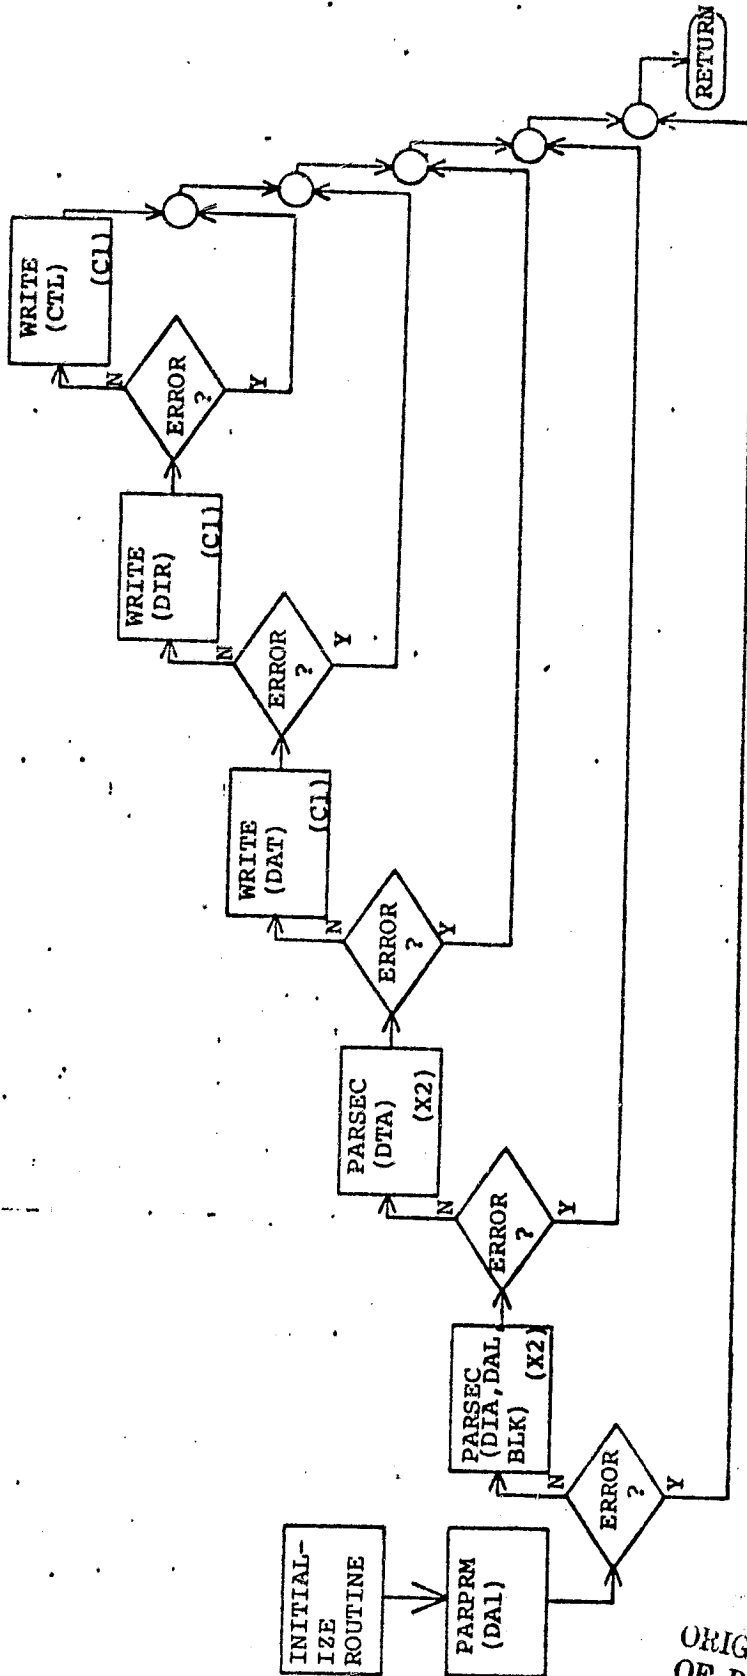 INITIAL-
IZE
ROUTINE
PARPRM
(DA1)
ERROR
?
N
Y
PARSEC
(DIA,DAL
BLK)
(X2)
ERROR
?
N
Y
PARSEC
(DTA)
(X2)
ERROR
?
N
Y
WRITE
(DAT)
(C1)
ERROR
?
N
Y
WRITE
(DIR)
(C1)
ERROR
?
N
Y
WRITE
(CTL)
(C1)
RETURN
ORIG
OF